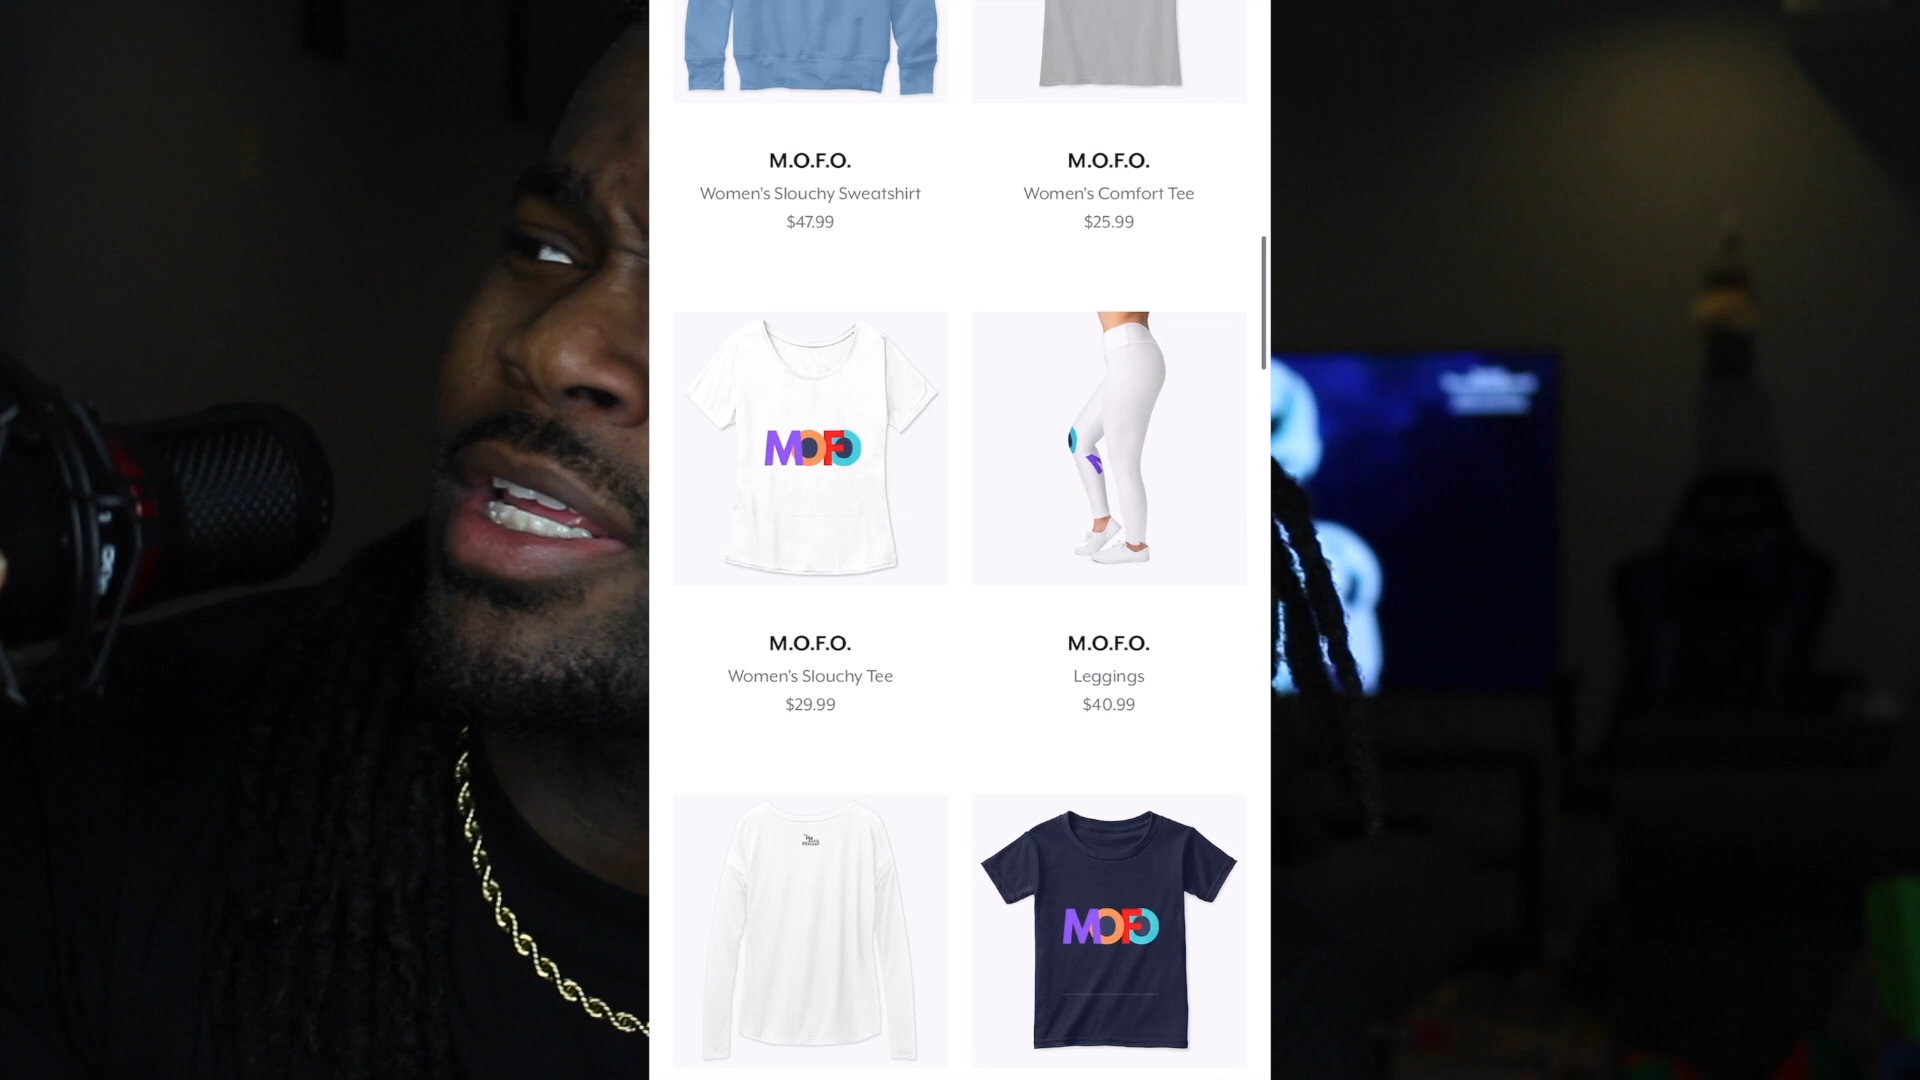 M.O.F.O.
Women's Slouchy Sweatshirt
$47.99
M.O.F.O.
Women's Comfort Tee
$25.99
MOFO
M.O.F.O.
Women's Slouchy Tee
$29.99
M.O.F.O.
Leggings
$40.99
MOFO